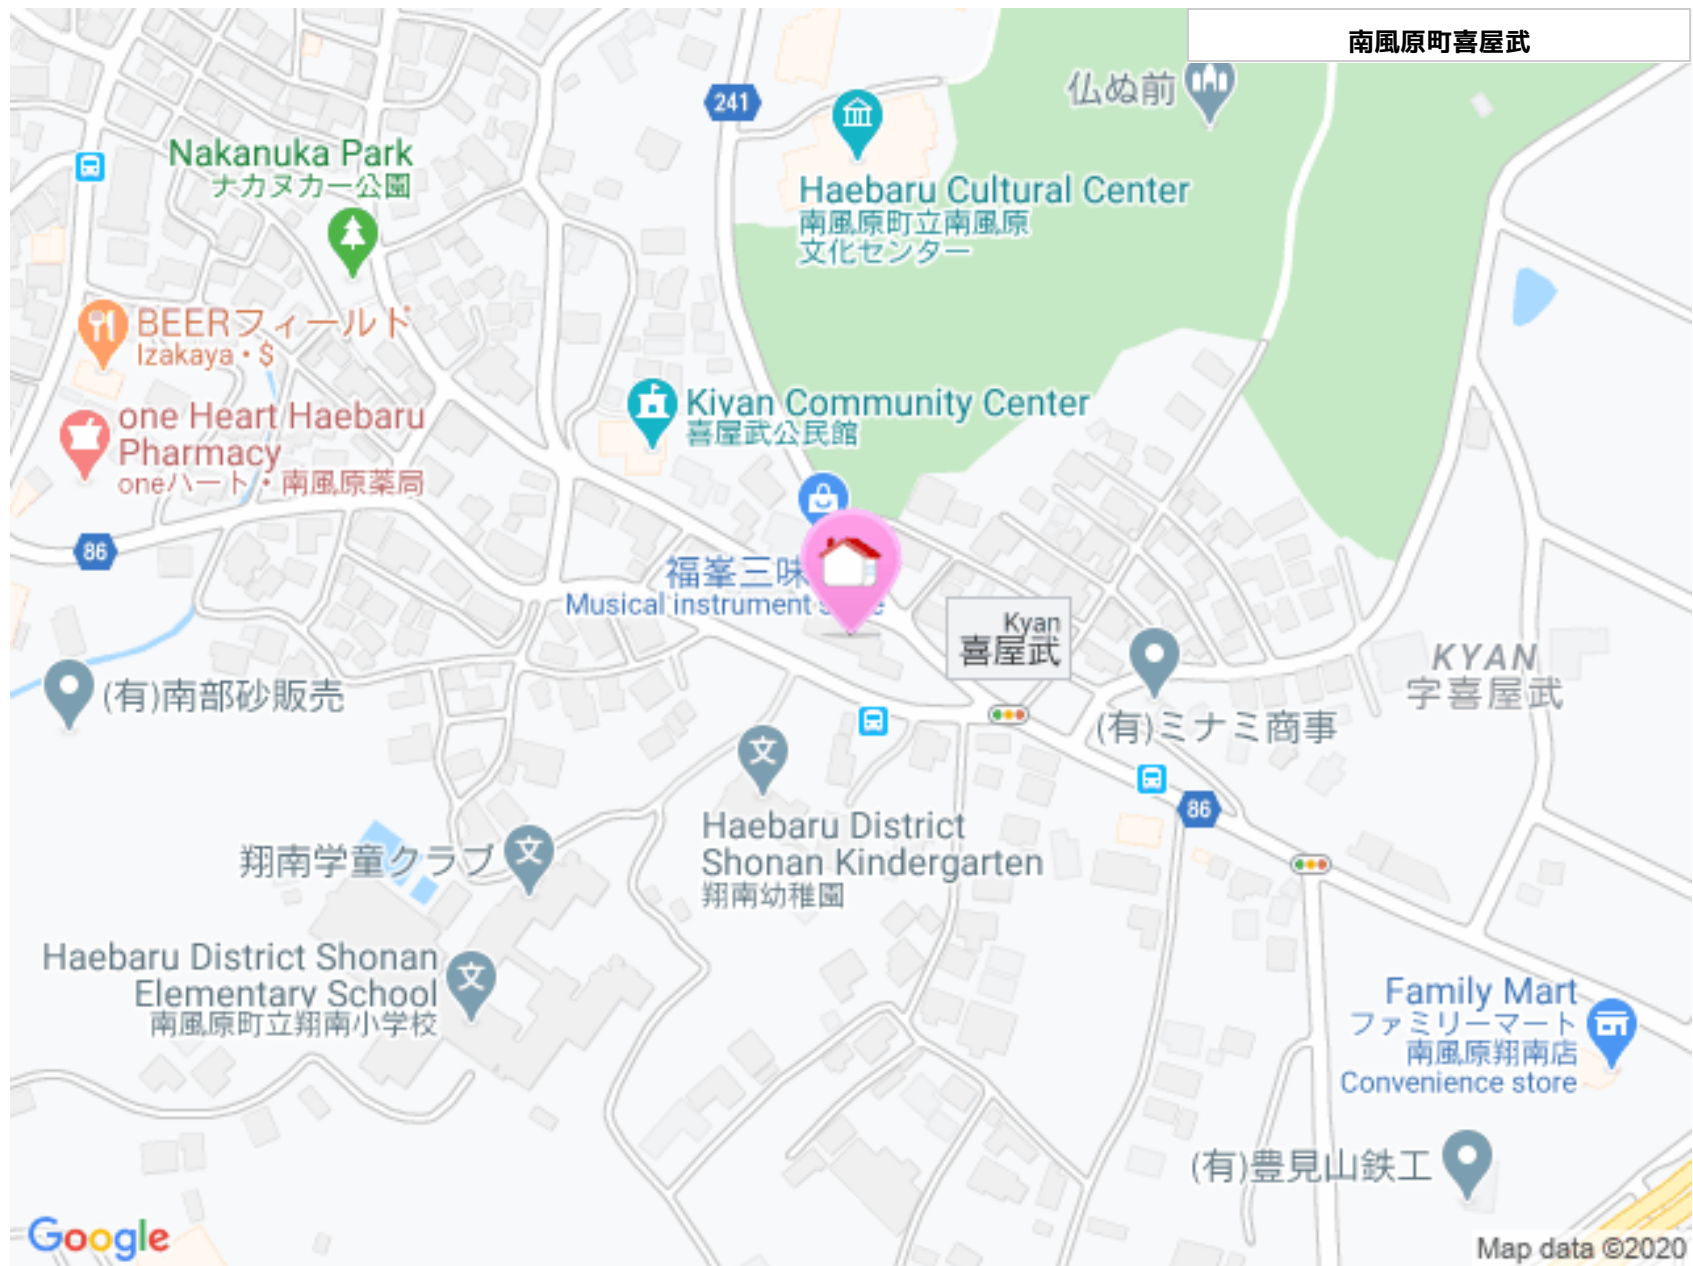 南風原町喜屋武
仏ぬ前
241
Nakanuka Park
ナカヌカー公園
Haebaru Cultural Center
南風原町立南風原
文化センター
BEERフィールド
Izakaya・$
one Heart Haebaru
Pharmacy
oneハート・南風原薬局
Kiyan Community Center
喜屋武公民館
86
福峯三味
Musical instrument
Kyan
喜屋武
KYAN
字喜屋武
(有)南部砂販売
(有)ミナミ商事
86
Haebaru District
Shonan Kindergarten
翔南幼稚園
翔南学童クラブ
Haebaru District Shonan
Elementary School
南風原町立翔南小学校
Family Mart
ファミリーマート
南風原翔南店
Convenience store
(有)豊見山鉄工
Google
Map data ©2020